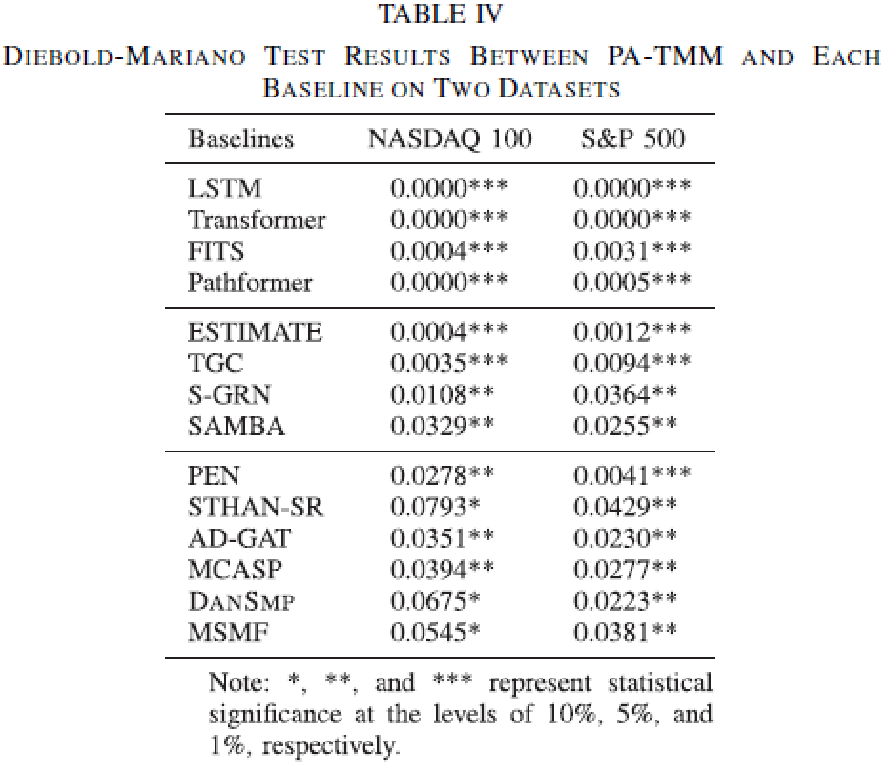 TABLE IV
DIEBOLD-MARIANO TEST RESULTS BETWEEN PA-TMM AND EACH
BASELINE ON TWO DATASETS
Baselines NASDAQ 100 S&P 500
LSTM 0.0000*** 0.0000***
Transformer 0.0000*** 0.0000***
FITS 0.0004*** 0.0031***
Pathformer 0.0000*** 0.0005***
ESTIMATE 0.0004*** 0.0012***
TGC 0.0035*** 0.0094***
S-GRN 0.0108** 0.0364**
SAMBA 0.0329** 0.0255**
PEN 0.0278** 0.0041***
STHAN-SR 0.0793* 0.0429**
AD-GAT 0.0351** 0.0230**
MCASP 0.0394** 0.0277**
DANSMP 0.0675* 0.0223**
MSMF 0.0545* 0.0381**
Note: *, **, and *** represent statistical
significance at the levels of 10%, 5%, and
1%, respectively.